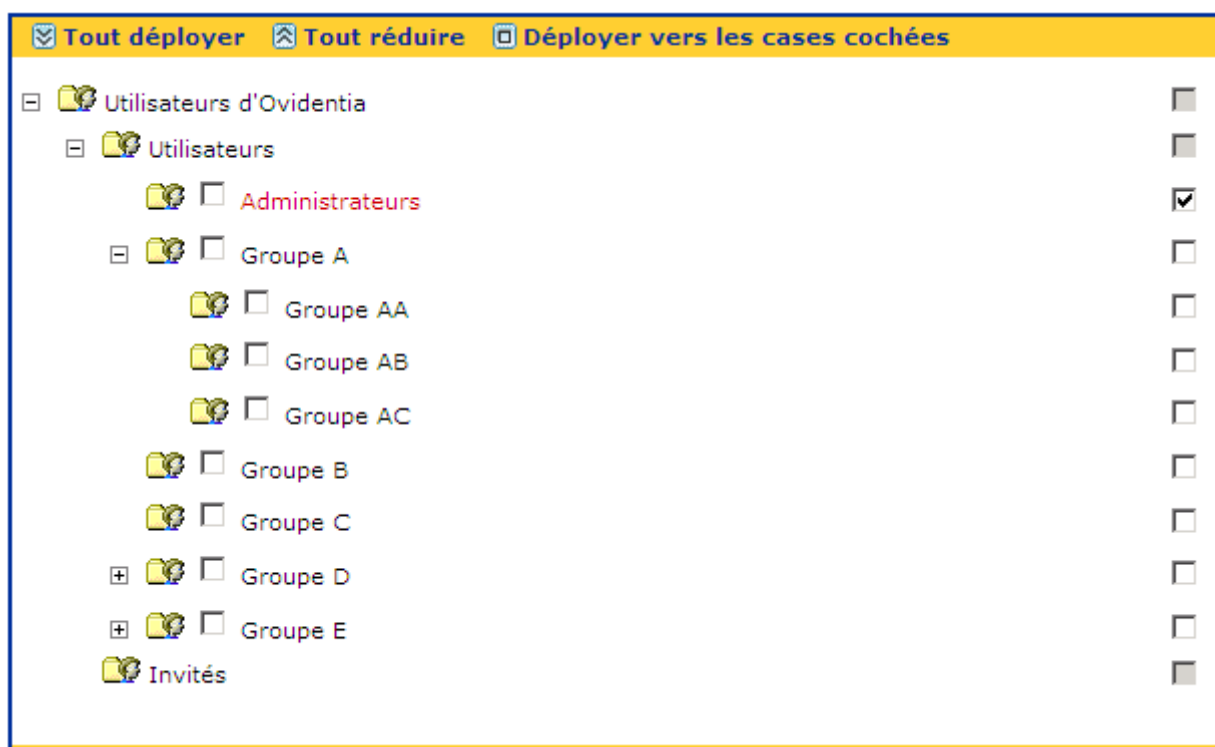 Tout déployer Tout réduire Déployer vers les cases cochées
Utilisateurs d'Ovidentia
Utilisateurs
Administrateurs
Groupe A
Groupe AA
Groupe AB
Groupe AC
Groupe B
Groupe C
Groupe D
Groupe E
Invités